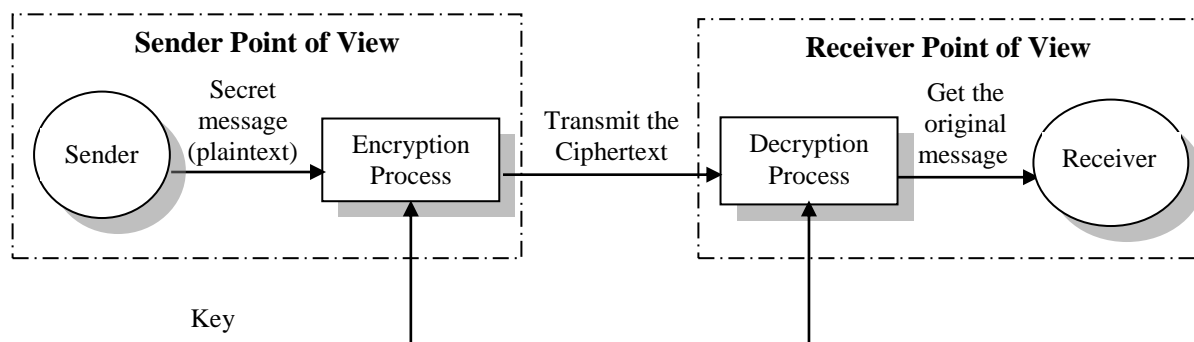 Sender Point of View
Sender
Secret
message
(plaintext)
Encryption
Process
Transmit the
Ciphertext
Receiver Point of View
Decryption
Process
Get the
original
message
Receiver
Key